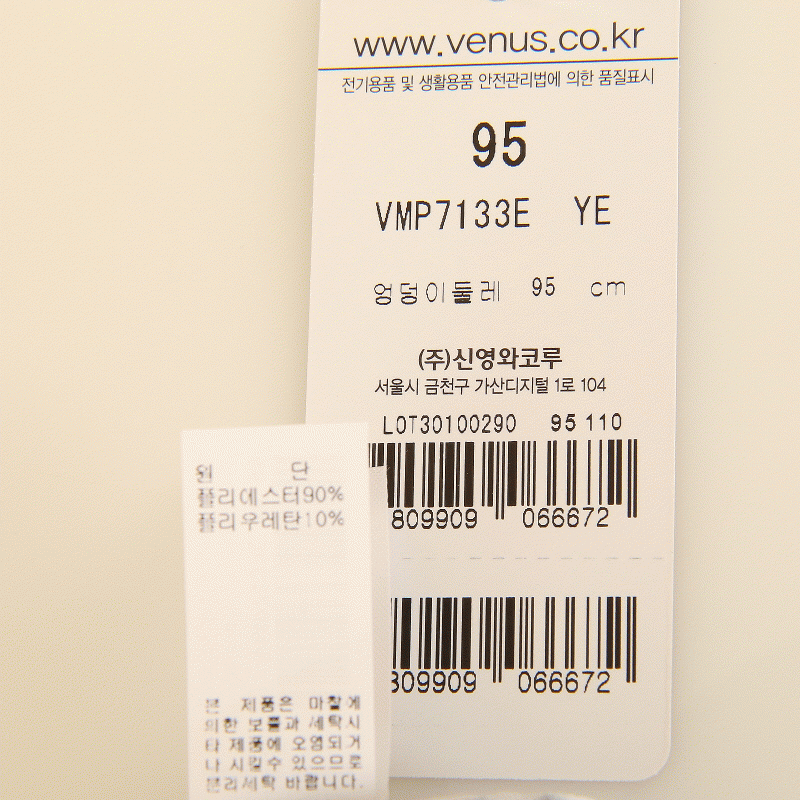 www.venus.co.kr
전기용품 및 생활용품 안전관리법에 의한 품질표시
95
VMP7133E YE
엉덩이둘레 95 cm
(주)신영와코루
서울시 금천구 가산디지털 1로 104
LOT30100290 95 110
809909 066672
809909 066672
원 단
폴리에스터90%
폴리우레탄10%
본 제품은 마찰에
의한 보풀과 세탁시
타 제품에 오염되거
나 시킬수 있으므로
분리세탁 바랍니다.